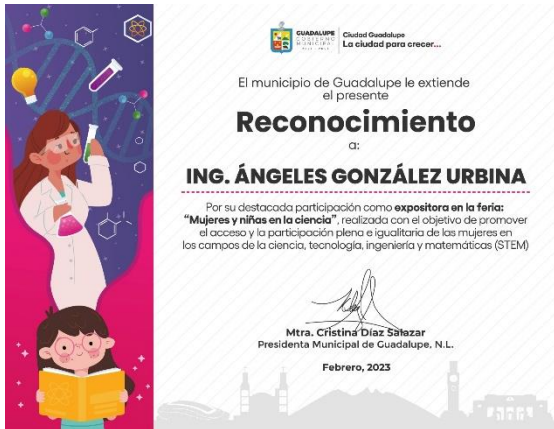 GUADALUPE
GOBIERNO
MUNICIPAL
Ciudad Guadalupe
La ciudad para crecer...
El municipio de Guadalupe le extiende
el presente
Reconocimiento
a:
ING. ÁNGELES GONZÁLEZ URBINA
Por su destacada participación como expositora en la feria:
“Mujeres y niñas en la ciencia”, realizada con el objetivo de promover
el acceso y la participación plena e igualitaria de las mujeres en
los campos de la ciencia, tecnología, ingeniería y matemáticas (STEM)
Mtra. Cristina Díaz Salazar
Presidenta Municipal de Guadalupe, N.L.
Febrero, 2023